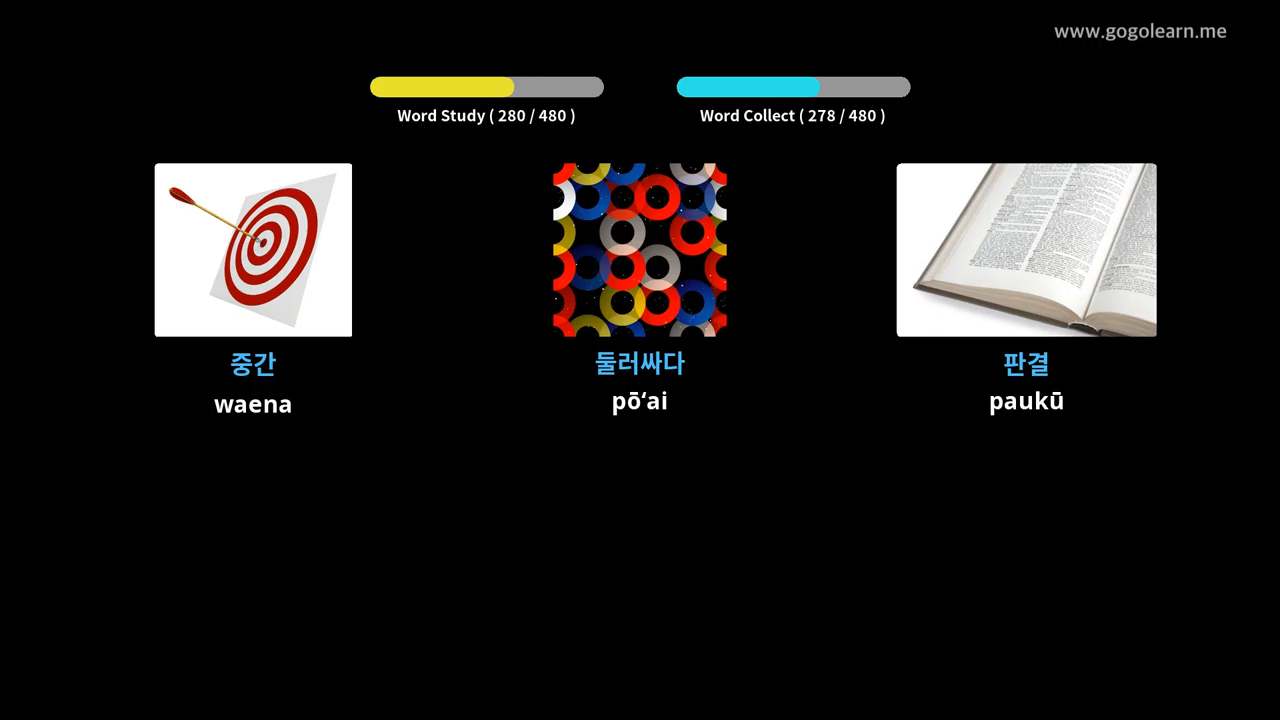 www.gogolearn.me
Word Study ( 280 / 480 )
Word Collect ( 278 / 480 )
중간
둘러싸다
판결
waena
pōʻai
paukū